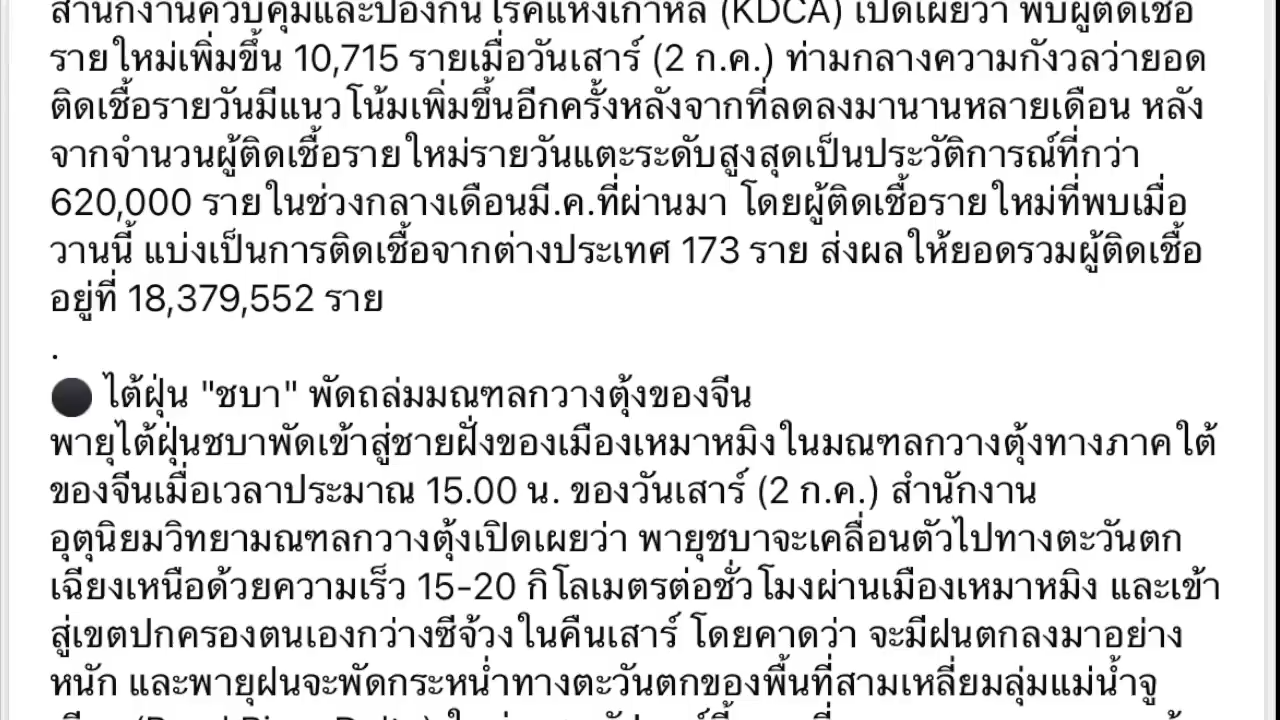 สำนักงานควบคุมและป้องกันโรคแห่งเกาหลี (KDCA) เปิดเผยว่า พบผู้ติดเชื้อ
รายใหม่เพิ่มขึ้น 10,715 รายเมื่อวันเสาร์ (2 ก.ค.) ท่ามกลางความกังวลว่ายอด
ติดเชื้อรายวันมีแนวโน้มเพิ่มขึ้นอีกครั้งหลังจากที่ลดลงมานานหลายเดือน หลัง
จากจำนวนผู้ติดเชื้อรายใหม่รายวันแตะระดับสูงสุดเป็นประวัติการณ์ที่กว่า
620,000 รายในช่วงกลางเดือนมี.ค.ที่ผ่านมา โดยผู้ติดเชื้อรายใหม่ที่พบเมื่อ
วานนี้ แบ่งเป็นการติดเชื้อจากต่างประเทศ 173 ราย ส่งผลให้ยอดรวมผู้ติดเชื้อ
อยู่ที่ 18,379,552 ราย
.
ไต้ฝุ่น "ชบา" พัดถล่มมณฑลกวางตุ้งของจีน
พายุไต้ฝุ่นชบาพัดเข้าสู่ชายฝั่งของเมืองเหมาหมิงในมณฑลกวางตุ้งทางภาคใต้
ของจีนเมื่อเวลาประมาณ 15.00 น. ของวันเสาร์ (2 ก.ค.) สำนักงาน
อุตุนิยมวิทยามณฑลกวางตุ้งเปิดเผยว่า พายุชบาจะเคลื่อนตัวไปทางตะวันตก
เฉียงเหนือด้วยความเร็ว 15-20 กิโลเมตรต่อชั่วโมงผ่านเมืองเหมาหมิง และเข้า
สู่เขตปกครองตนเองกว่างซีจ้วงในคืนเสาร์ โดยคาดว่า จะมีฝนตกลงมาอย่าง
หนัก และพายุฝนจะพัดกระหน่ำทางตะวันตกของพื้นที่สามเหลี่ยมลุ่มแม่น้ำจู
(Pearl River Delta)